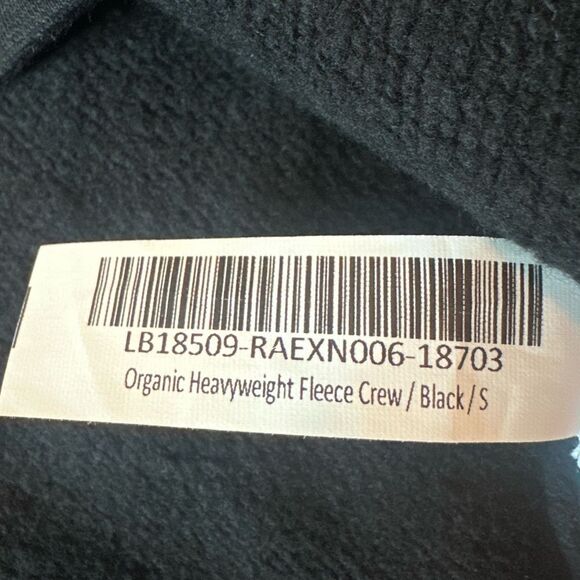 LB18509-RAEXN006-18703
Organic Heavyweight Fleece Crew / Black / S